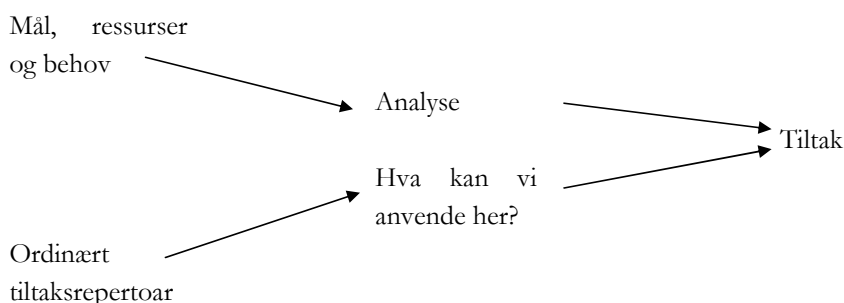 Mål, ressurser
og behov
Analyse
Tiltak
Hva kan vi
anvende her?
Ordinært
tiltaksrepertoar